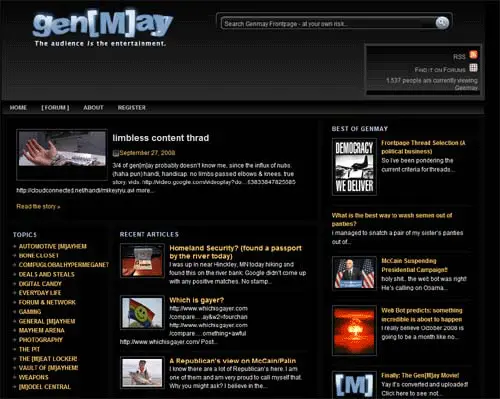 gen[M]ay
The audience is the entertainment.
Search Genmay Frontpage - at your own risk...
RSS
FIND IT ON FORUMS
1,537 people are currently viewing
Genmay
HOME [ FORUM ] ABOUT REGISTER
limbless content thrad
September 27, 2008
3/4 of gen[m]ay probably doesn't know me, since the influx of nubs.
(haha pun) handi, handicap. no limbs passed elbows & knees. true
story. vids. http://video.google.com/videoplay?do...63833847825585
http://cloudconnected.net/hand/mikey/yu.avi more...
Read the story »
BEST OF GENMAY
DEMOCRACY
WE DELIVER
Frontpage Thread Selection (A
political business)
So I've been pondering the
current criteria for threads...
What is the best way to wash semen out of
panties?
I managed to snatch a pair of my sister's panties
out of...
McCain Suspending
Presidential Campaign!!
holy shit, the web bot was right!
He's calling on Obama...
Web Bot predicts: something
incredible is about to happen
I really believe October 2008 is
going to be a month like no...
[M]
Finally: The Gen[M]ay Movie!
Yay it's converted and uploaded!
Click here to see :not...
TOPICS
AUTOMOTIVE [M]AYHEM
BONE CLOSET
COMPUGLOBALHYPERMEGANET
DEALS AND STEALS
DIGITAL CANDY
EVERYDAY LIFE
FORUM & NETWORK
GAMING
GENERAL [M]AYHEM
MAYHEM ARENA
PHOTOGRAPHY
THE PIT
THE [M]EAT LOCKER!
VAULT OF [M]AYHEM!
WEAPONS
[M]ODEL CENTRAL
RECENT ARTICLES
Homeland Security? (found a passport
by the river today)
I was up in near Hinckley, MN today hiking and
found this on the river bank: Google didn't come up
with any positive matches. No stamp...
Which is gayer?
http://www.whichisgayer.com
/compare....ay&w2=fourchan
http://www.whichisgayer.com
/compare....omething+awful
http://www.whichisgayer.com/ Post...
A Republican's view on McCain/Palin
I know there are a lot of Republican's here. I am
one of them and am very proud to call myself that.
Why you might ask? I believe in the...